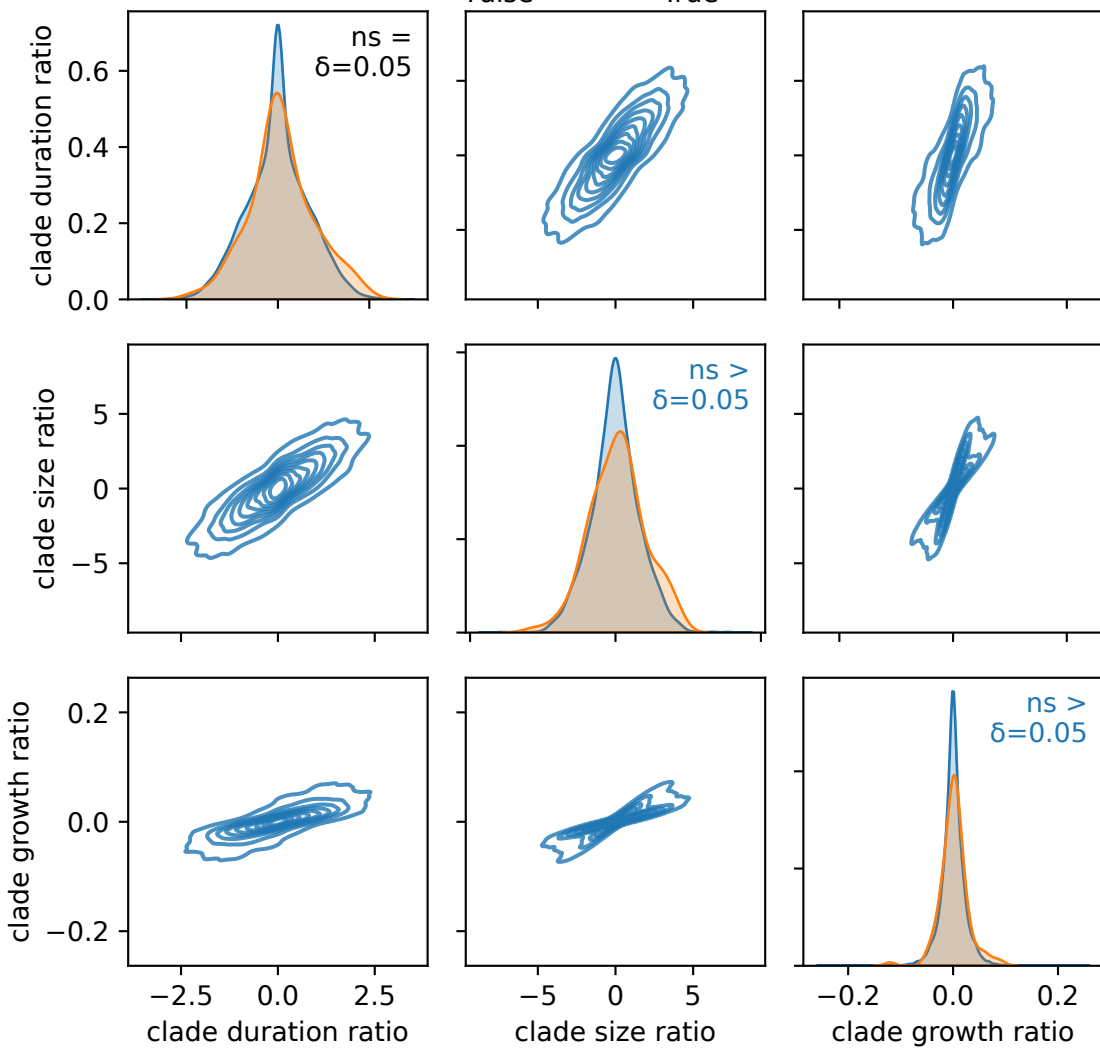 clade duration ratio
0.6
0.4
0.2
0.0
ns =
δ=0.05
clade size ratio
5
0
−5
ns >
δ=0.05
clade growth ratio
0.2
0.0
−0.2
ns >
δ=0.05
−2.5 0.0 2.5
−5 0 5
−0.2 0.0 0.2
clade duration ratio
clade size ratio
clade growth ratio